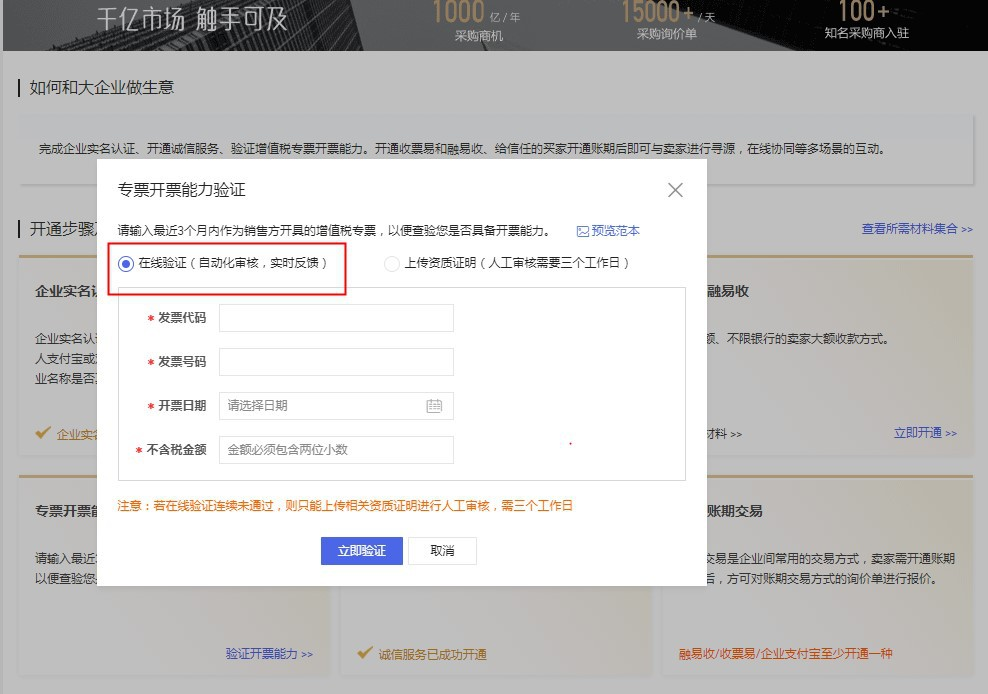 千亿市场 触手可及
1000 亿/年
采购商机
15000+/天
采购询价单
100+
知名采购商入驻
如何和大企业做生意
完成企业实名认证、开通诚信服务、验证增值税专票开票能力。开通收票易和融易收、给信任的买家开通账期后即可与卖家进行寻源，在线协同等多场景的互动。
开通步骤
查看所需材料集合 >>
专票开票能力验证
请输入最近3个月内作为销售方开具的增值税专票，以便查验您是否具备开票能力。
预览范本
在线验证（自动化审核，实时反馈）
上传资质证明（人工审核需要三个工作日）
* 发票代码
* 发票号码
* 开票日期 请选择日期
* 不含税金额 金额必须包含两位小数
注意：若在线验证连续未通过，则只能上传相关资质证明进行人工审核，需三个工作日
立即验证
取消
企业实名
企业实名认
人支付宝或
业名称是否
企业实名
融易收
、不限银行的卖家大额收款方式。
材料 >>
立即开通 >>
专票开票
请输入最近
以便查验您
验证开票能力 >>
诚信服务已成功开通
账期交易
交易是企业间常用的交易方式，卖家需开通账期
后，方可对账期交易方式的询价单进行报价。
融易收/收票易/企业支付宝至少开通一种